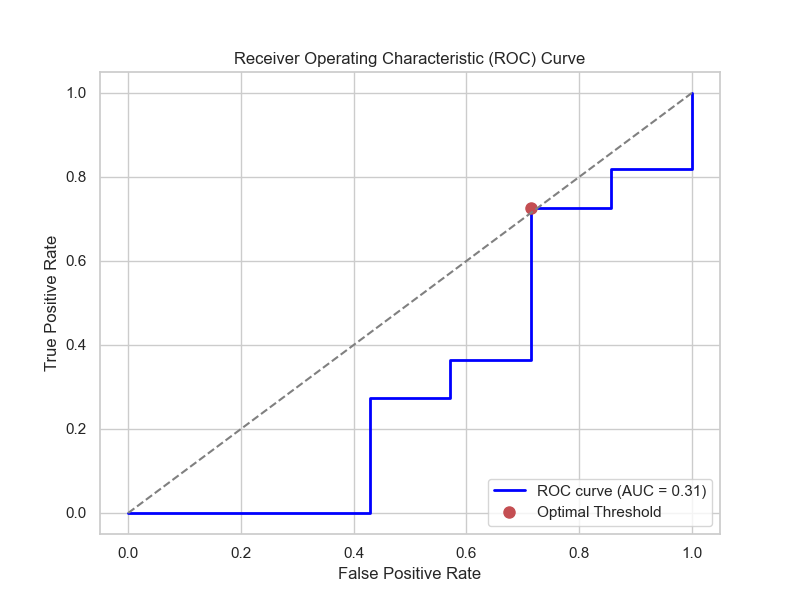 Receiver Operating Characteristic (ROC) Curve
True Positive Rate
1.0
0.8
0.6
0.4
0.2
0.0
ROC curve (AUC = 0.31)
Optimal Threshold
0.0 0.2 0.4 0.6 0.8 1.0
False Positive Rate